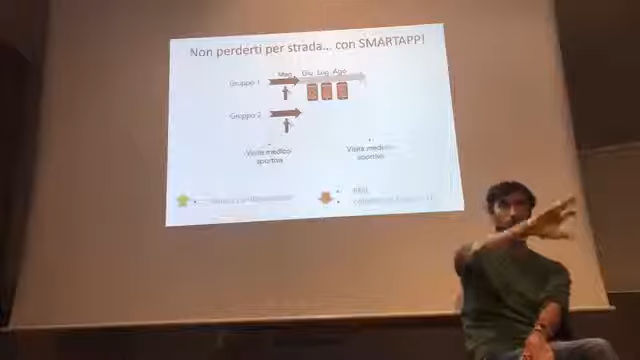 Non perderti per strada... con SMARTAPP!
Gruppo 1
Mag
Giu Lug Ago
Gruppo 2
Visita medico
sportiva
Visita medico
sportiva